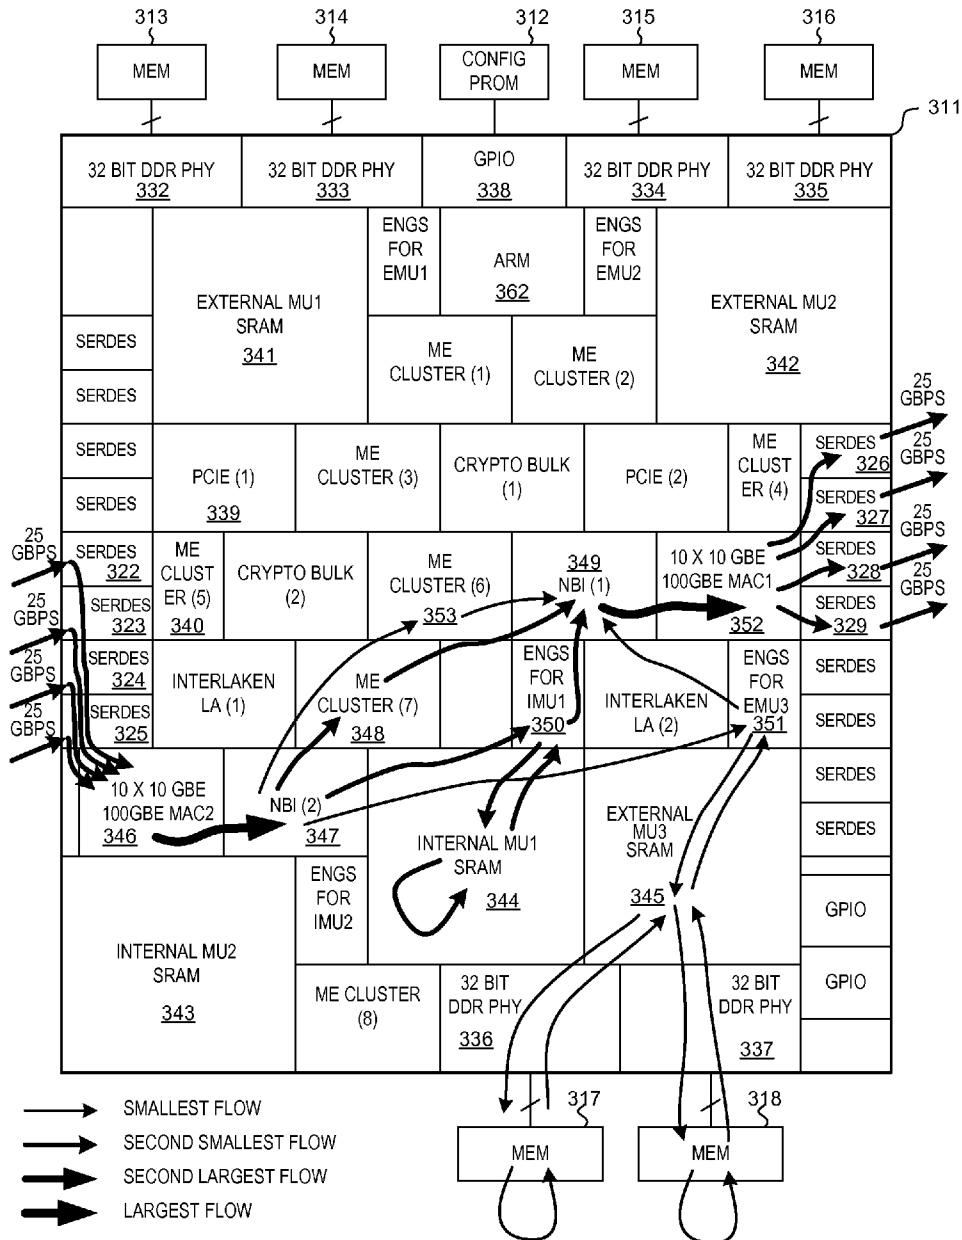 313
314
312
315
316
MEM
MEM
CONFIG
PROM
MEM
MEM
311
32 BIT DDR PHY
332
32 BIT DDR PHY
333
GPIO
338
32 BIT DDR PHY
334
32 BIT DDR PHY
335
EXTERNAL MU1
SRAM
341
ENGS
FOR
EMU1
ARM
362
ENGS
FOR
EMU2
EXTERNAL MU2
SRAM
342
SERDES
SERDES
ME
CLUSTER (1)
ME
CLUSTER (2)
25
GBPS
SERDES
SERDES
PCIE (1)
339
ME
CLUSTER (3)
CRYPTO BULK
(1)
PCIE (2)
ME
CLUST
ER (4)
SERDES
326
25
GBPS
SERDES
327
25
GBPS
25
GBPS
SERDES
322
ME
CLUST
ER (5)
340
CRYPTO BULK
(2)
ME
CLUSTER (6)
353
349
NBI (1)
10 X 10 GBE
100GBE MAC1
352
SERDES
328
25
GBPS
25
GBPS
SERDES
323
SERDES
329
25
GBPS
SERDES
324
INTERLAKEN
LA (1)
ME
CLUSTER (7)
348
ENGS
FOR
IMU1
350
INTERLAKEN
LA (2)
ENGS
FOR
EMU3
351
SERDES
25
GBPS
SERDES
325
SERDES
10 X 10 GBE
100GBE MAC2
346
NBI (2)
347
INTERNAL MU1
SRAM
344
EXTERNAL
MU3
SRAM
345
SERDES
SERDES
INTERNAL MU2
SRAM
343
ENGS
FOR
IMU2
GPIO
GPIO
ME CLUSTER
(8)
32 BIT
DDR PHY
336
32 BIT
DDR PHY
337
317
318
MEM
MEM
SMALLEST FLOW
SECOND SMALLEST FLOW
SECOND LARGEST FLOW
LARGEST FLOW